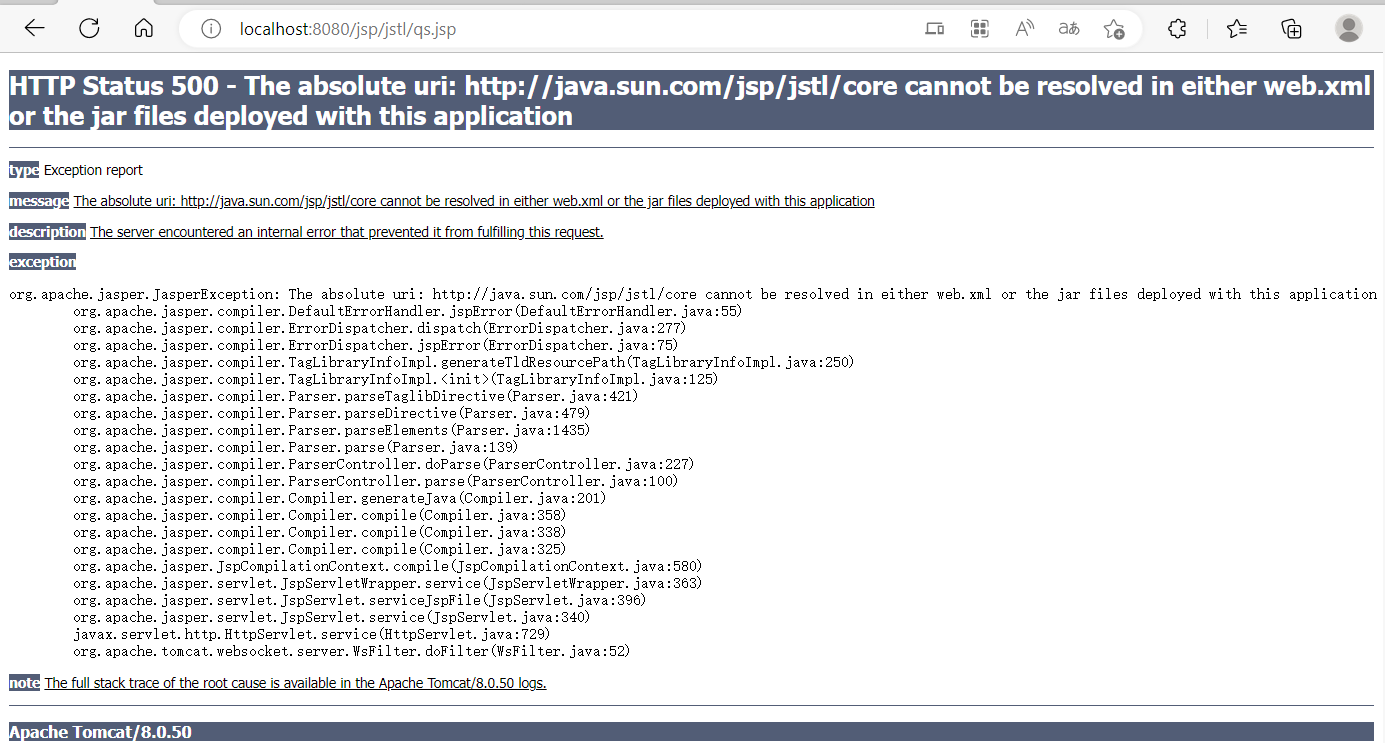 localhost:8080/jsp/jstl/qs.jsp
HTTP Status 500 - The absolute uri: http://java.sun.com/jsp/jstl/core cannot be resolved in either web.xml
or the jar files deployed with this application
type Exception report
message The absolute uri: http://java.sun.com/jsp/jstl/core cannot be resolved in either web.xml or the jar files deployed with this application
description The server encountered an internal error that prevented it from fulfilling this request.
exception
org.apache.jasper.JasperException: The absolute uri: http://java.sun.com/jsp/jstl/core cannot be resolved in either web.xml or the jar files deployed with this application
org.apache.jasper.compiler.DefaultErrorHandler.jspError(DefaultErrorHandler.java:55)
org.apache.jasper.compiler.ErrorDispatcher.dispatch(ErrorDispatcher.java:277)
org.apache.jasper.compiler.ErrorDispatcher.jspError(ErrorDispatcher.java:75)
org.apache.jasper.compiler.TagLibraryInfoImpl.generateTldResourcePath(TagLibraryInfoImpl.java:250)
org.apache.jasper.compiler.TagLibraryInfoImpl.<init>(TagLibraryInfoImpl.java:125)
org.apache.jasper.compiler.Parser.parseTaglibDirective(Parser.java:421)
org.apache.jasper.compiler.Parser.parseDirective(Parser.java:479)
org.apache.jasper.compiler.Parser.parseElements(Parser.java:1435)
org.apache.jasper.compiler.Parser.parse(Parser.java:139)
org.apache.jasper.compiler.ParserController.doParse(ParserController.java:227)
org.apache.jasper.compiler.ParserController.parse(ParserController.java:100)
org.apache.jasper.compiler.Compiler.generateJava(Compiler.java:201)
org.apache.jasper.compiler.Compiler.compile(Compiler.java:358)
org.apache.jasper.compiler.Compiler.compile(Compiler.java:338)
org.apache.jasper.compiler.Compiler.compile(Compiler.java:325)
org.apache.jasper.JspCompilationContext.compile(JspCompilationContext.java:580)
org.apache.jasper.servlet.JspServletWrapper.service(JspServletWrapper.java:363)
org.apache.jasper.servlet.JspServlet.serviceJspFile(JspServlet.java:396)
org.apache.jasper.servlet.JspServlet.service(JspServlet.java:340)
javax.servlet.http.HttpServlet.service(HttpServlet.java:729)
org.apache.tomcat.websocket.server.WsFilter.doFilter(WsFilter.java:52)
note The full stack trace of the root cause is available in the Apache Tomcat/8.0.50 logs.
Apache Tomcat/8.0.50